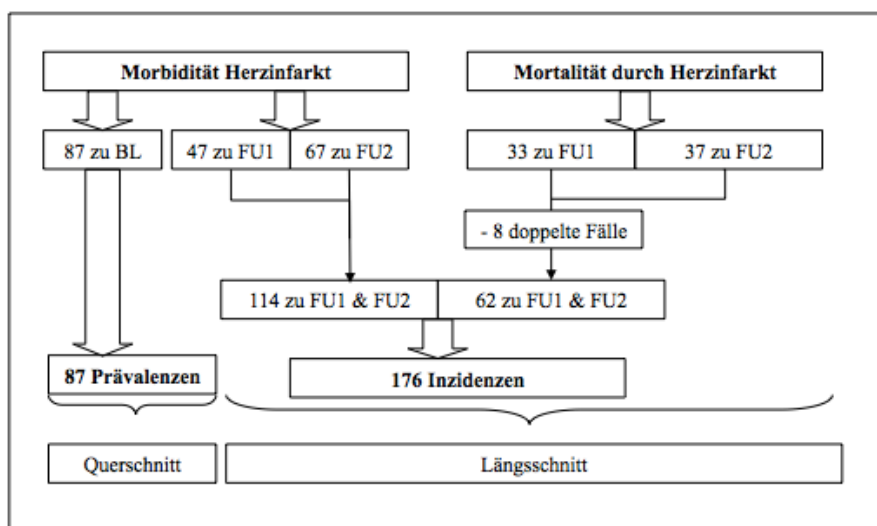 Morbidität Herzinfarkt
Mortalität durch Herzinfarkt
87 zu BL
47 zu FU1
67 zu FU2
33 zu FU1
37 zu FU2
- 8 doppelte Fälle
114 zu FU1 & FU2
62 zu FU1 & FU2
87 Prävalenzen
176 Inzidenzen
Querschnitt
Längsschnitt